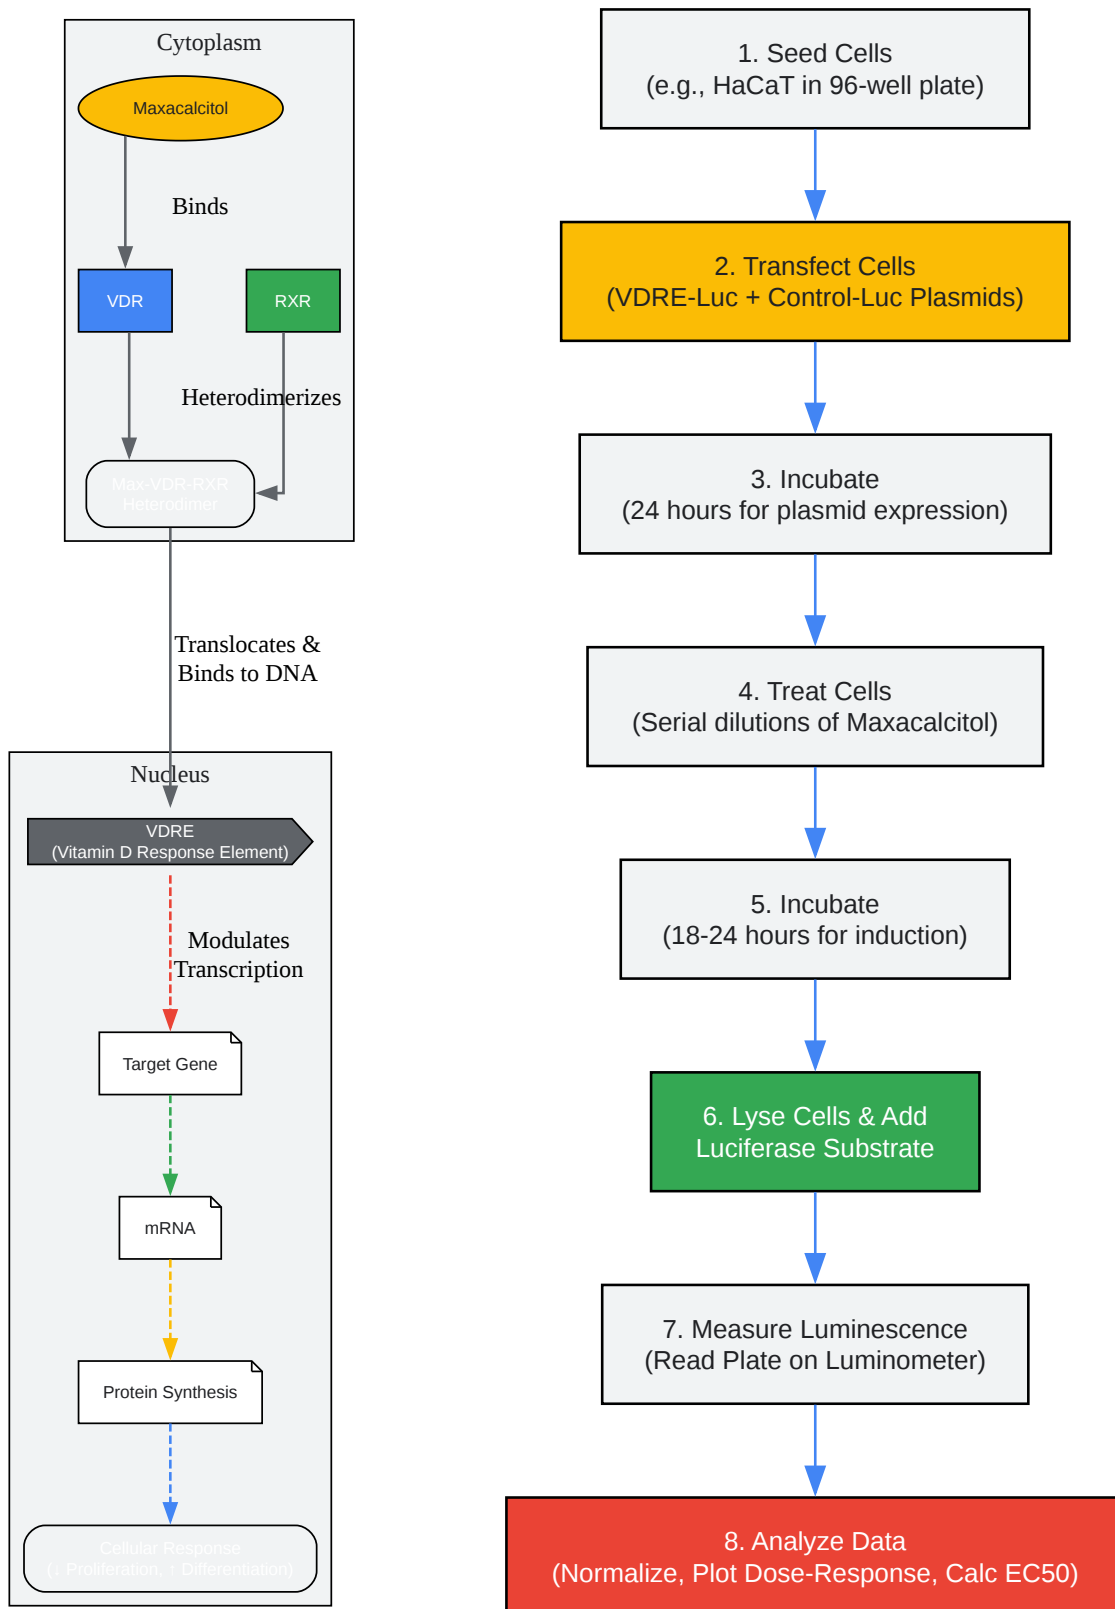 Cytoplasm
Maxacalcitol
Binds
VDR
RXR
Heterodimerizes
Max-VDR-RXR
Heterodimer
Translocates &
Binds to DNA
Nucleus
VDRE
(Vitamin D Response Element)
Modulates
Transcription
Target Gene
mRNA
Protein Synthesis
Cellular Response
(↓ Proliferation, ↑ Differentiation)
1. Seed Cells
(e.g., HaCaT in 96-well plate)
2. Transfect Cells
(VDRE-Luc + Control-Luc Plasmids)
3. Incubate
(24 hours for plasmid expression)
4. Treat Cells
(Serial dilutions of Maxacalcitol)
5. Incubate
(18-24 hours for induction)
6. Lyse Cells & Add
Luciferase Substrate
7. Measure Luminescence
(Read Plate on Luminometer)
8. Analyze Data
(Normalize, Plot Dose-Response, Calc EC50)